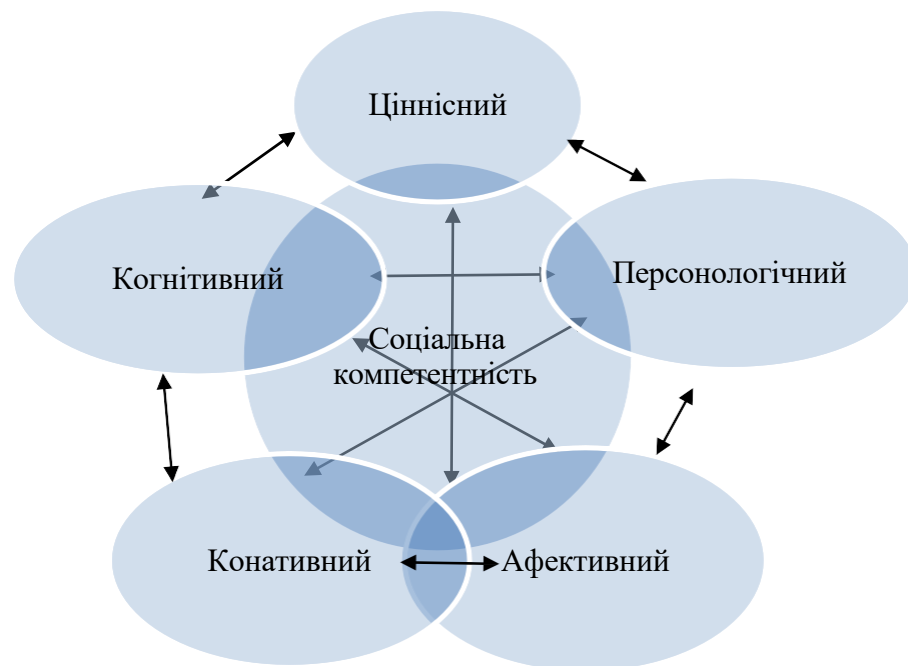 Ціннісний
Когнітивний
Персонологічний
Соціальна
компетентність
Конативний
Афективний